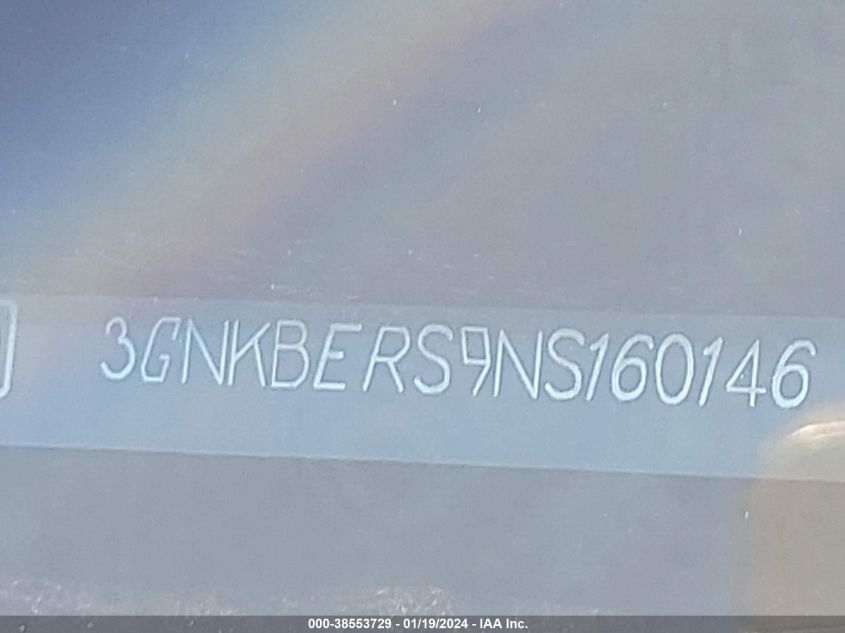 3GNKBERS9NS160146
000-38553729 - 01/19/2024 - IAA Inc.